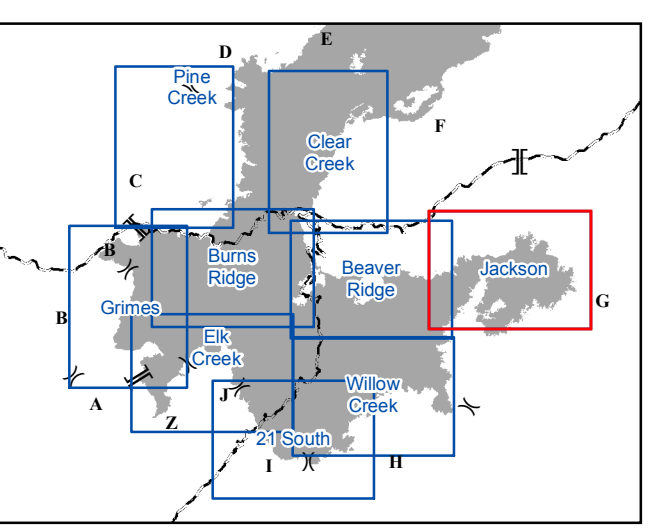 E
D
Pine
Creek
F
Clear
Creek
C
B
Burns
Ridge
Beaver
Ridge
Jackson
G
Grimes
B
Elk
Creek
J
Willow
Creek
A
Z
21 South
I
H